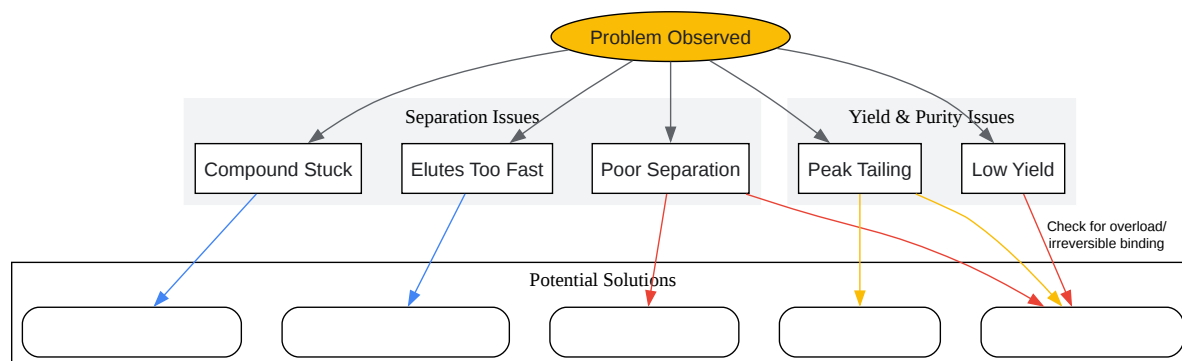 Problem Observed
Separation Issues
Yield & Purity Issues
Compound Stuck
Elutes Too Fast
Poor Separation
Peak Tailing
Low Yield
Check for overload/
irreversible binding
Potential Solutions